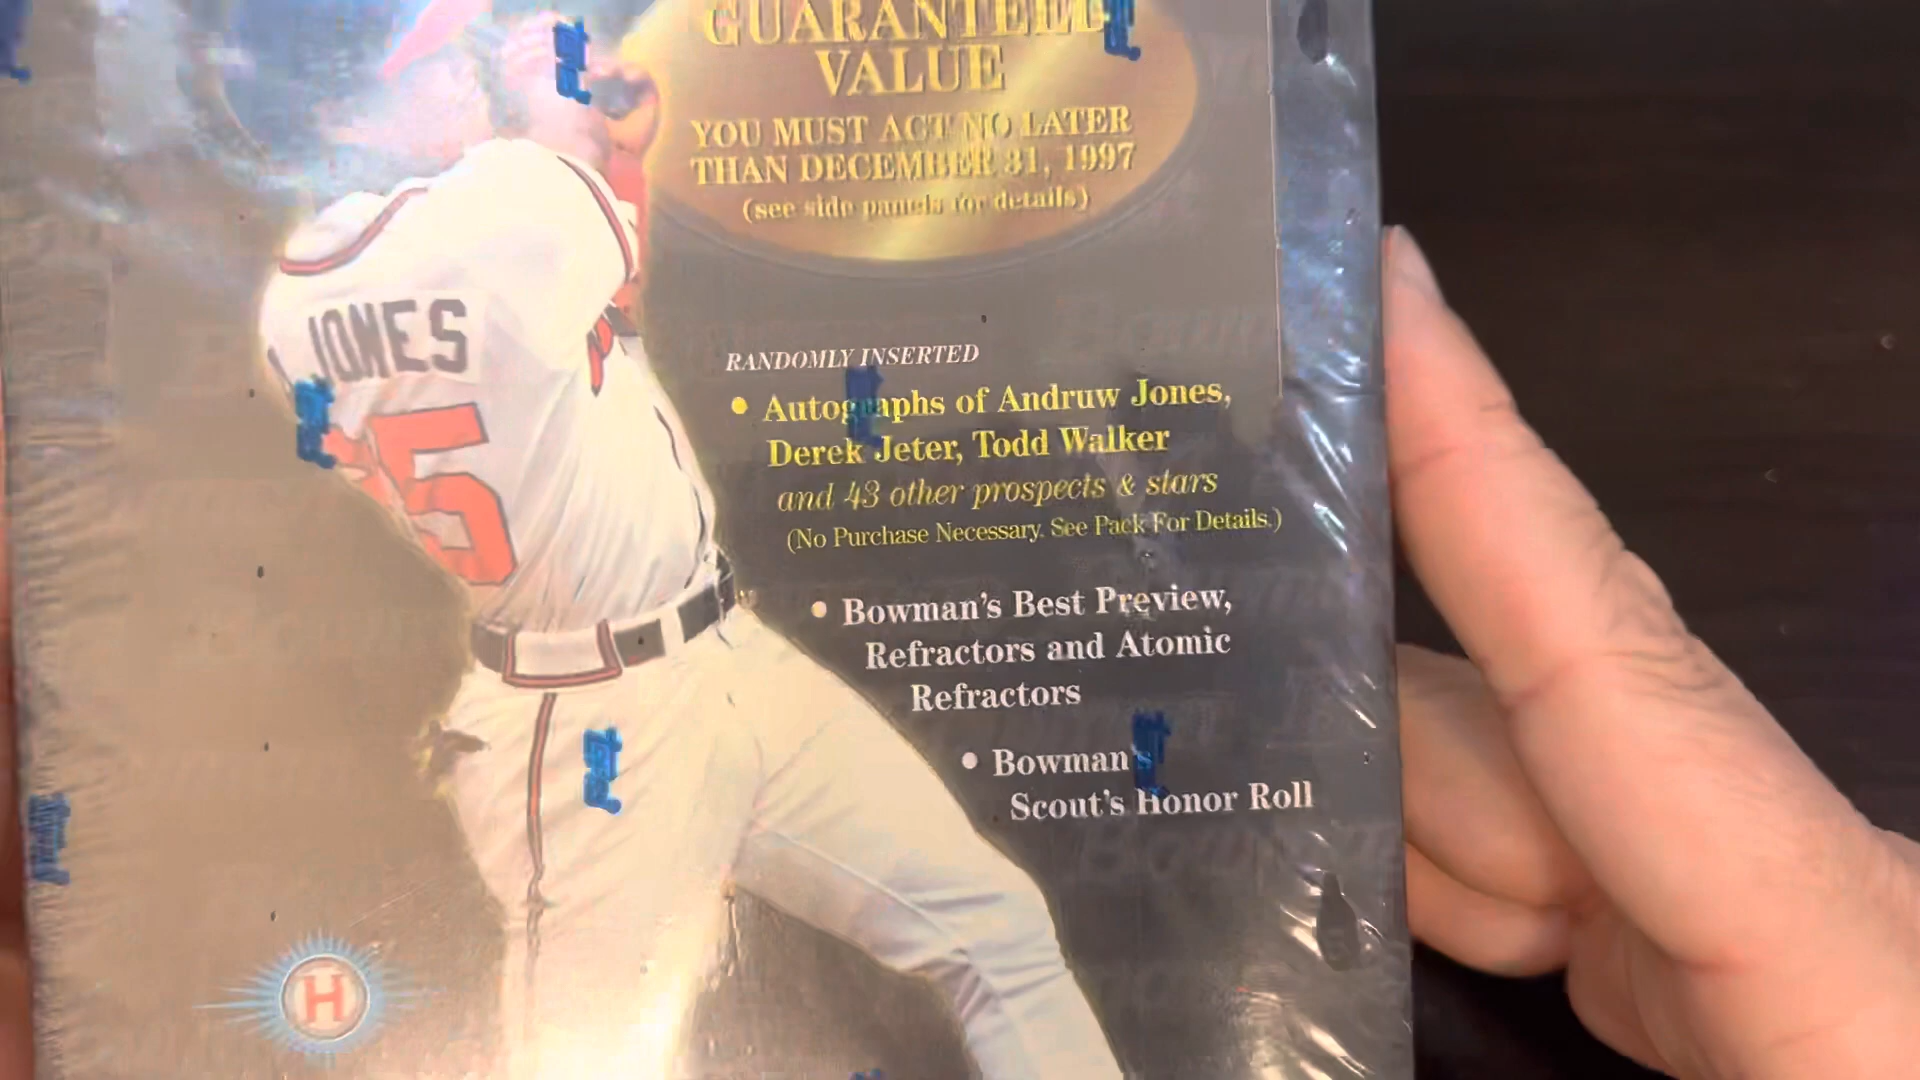 GUARANTEED
VALUE
YOU MUST ACT NO LATER
THAN DECEMBER 31, 1997
(see side panels for details)
JONES
25
RANDOMLY INSERTED
• Autographs of Andruw Jones,
Derek Jeter, Todd Walker
and 43 other prospects & stars
(No Purchase Necessary. See Pack For Details.)
• Bowman's Best Preview,
Refractors and Atomic
Refractors
• Bowman's
Scout's Honor Roll
H